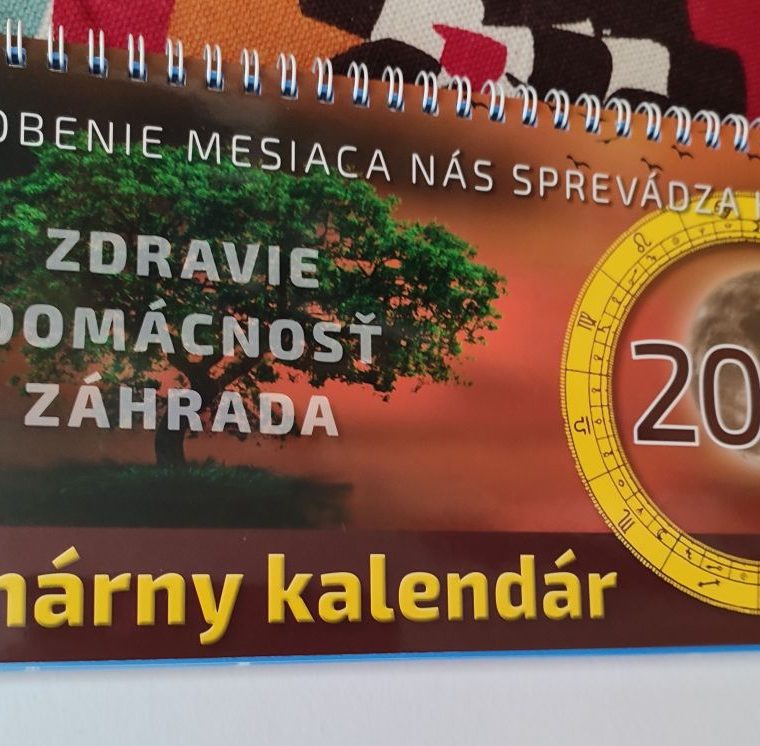 OBENIE MESIACA NÁS SPREVÁDZA
ZDRAVIE
DOMÁCNOSŤ
ZÁHRADA
20
nárny kalendár